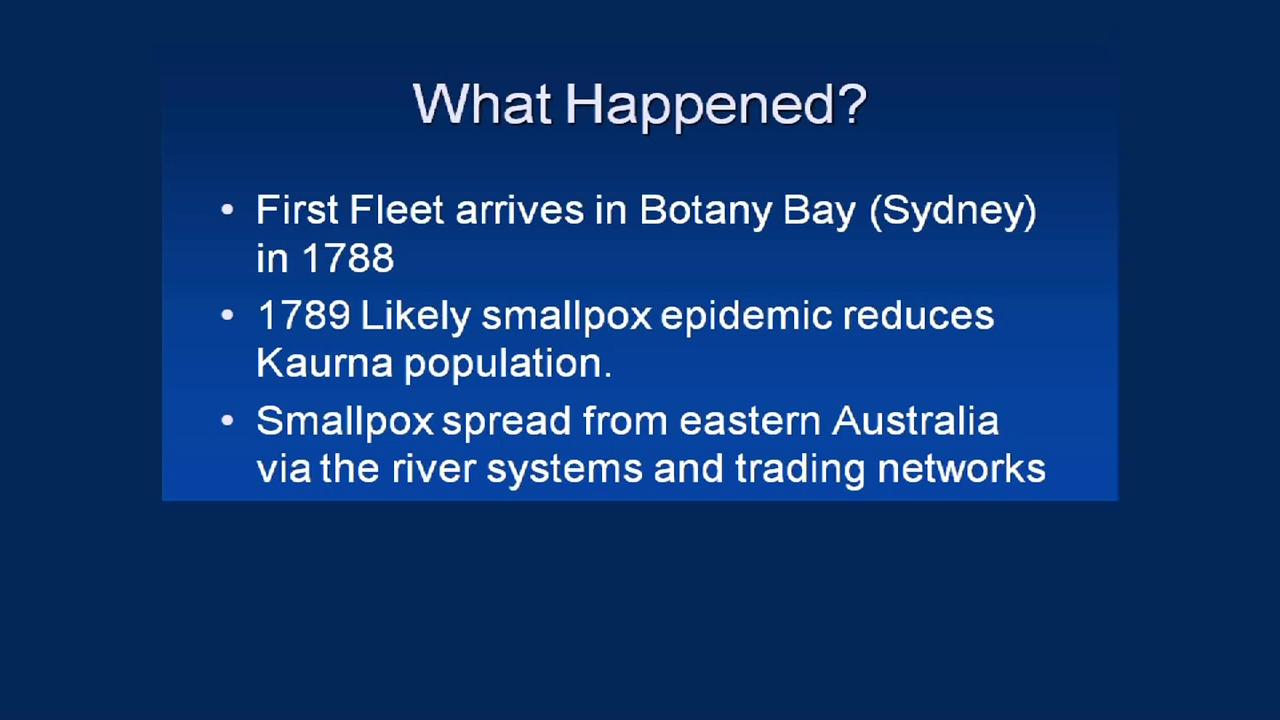 What Happened?
• First Fleet arrives in Botany Bay (Sydney)
in 1788
• 1789 Likely smallpox epidemic reduces
Kaurna population.
• Smallpox spread from eastern Australia
via the river systems and trading networks